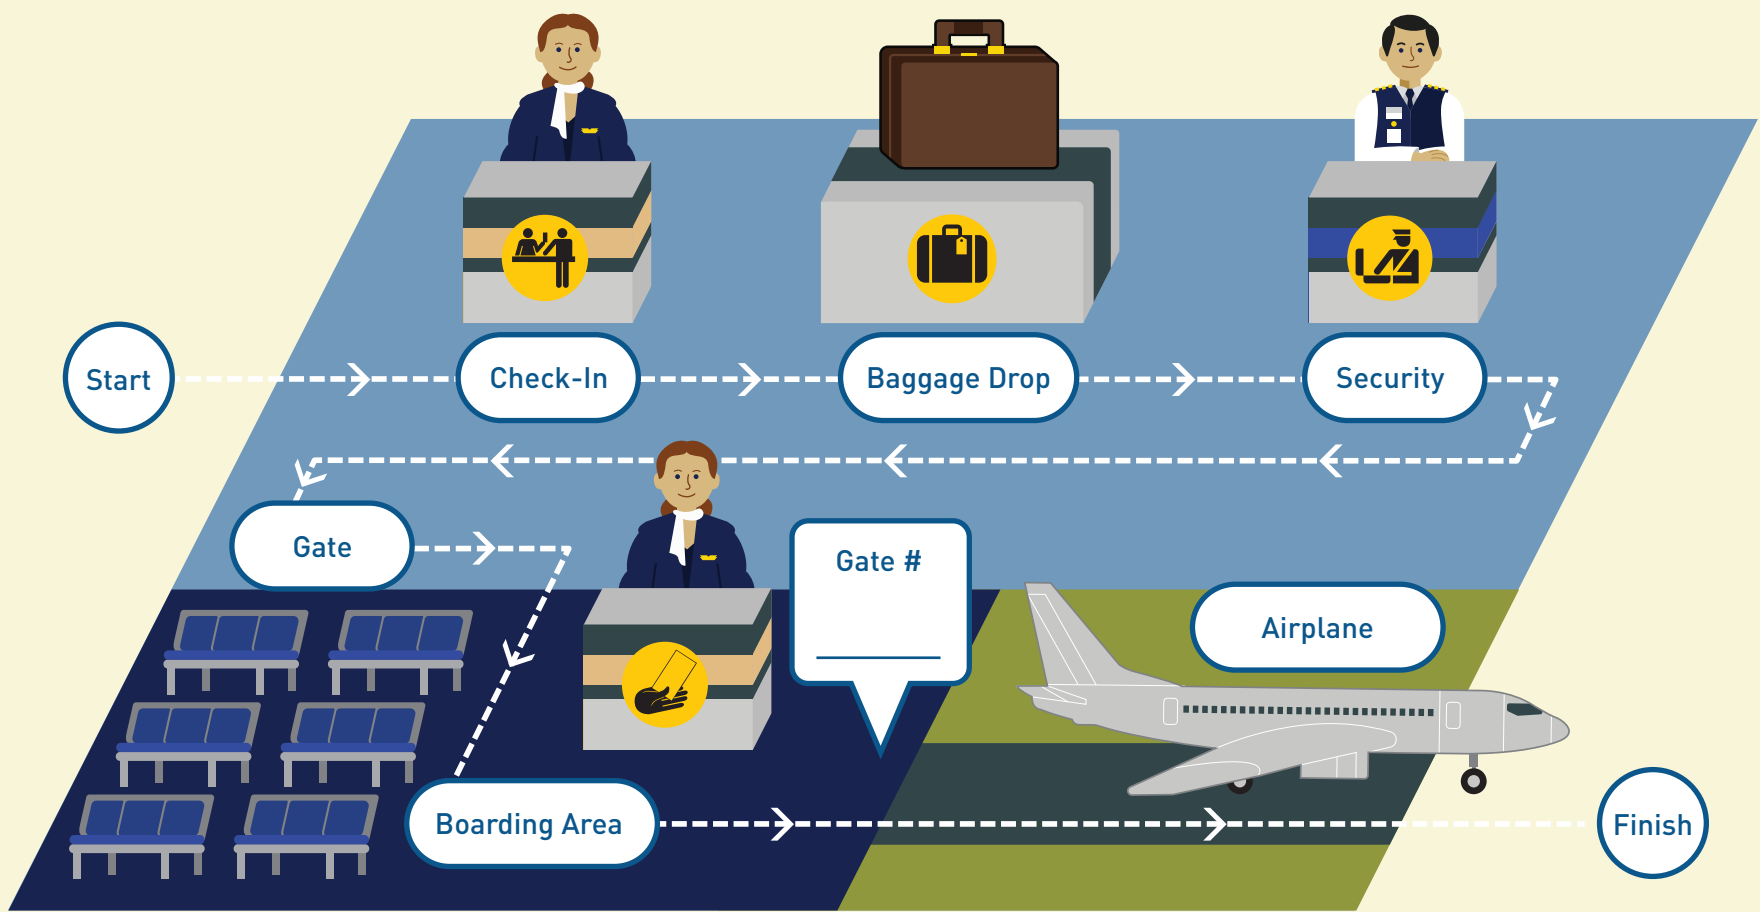 Start
Check-In
Baggage Drop
Security
Gate
Gate #
Airplane
Boarding Area
Finish